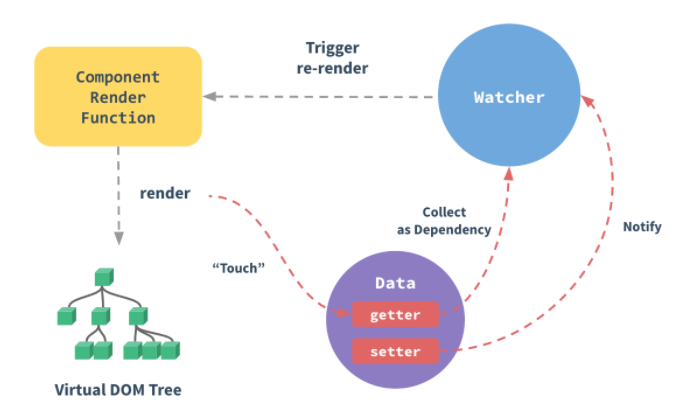 Trigger
re-render
Component
Render
Function
Watcher
render
Collect
as Dependency
Notify
“Touch”
Data
getter
setter
Virtual DOM Tree